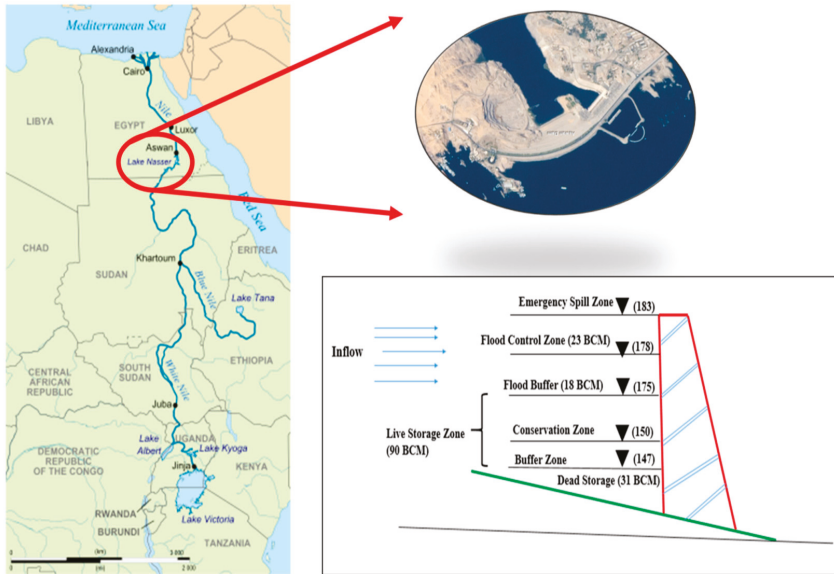 Mediterranean Sea
Alexandria
Cairo
LIBYA
EGYPT
Nile
Luxor
Aswan
Lake Nasser
Red Sea
CHAD
SUDAN
Khartoum
ERITREA
Blue Nile
Lake Tana
ETHIOPIA
CENTRAL
AFRICAN
REPUBLIC
SOUTH
SUDAN
White Nile
Juba
Lake
Albert
UGANDA
Lake Kyoga
DEMOCRATIC
REPUBLIC
OF THE CONGO
Jinja
KENYA
RWANDA
BURUNDI
Lake Victoria
TANZANIA
0
(km)
0
(mi)
Emergency Spill Zone
(183)
Flood Control Zone (23 BCM)
(178)
Inflow
Flood Buffer (18 BCM)
(175)
Live Storage Zone
(90 BCM)
Conservation Zone
(150)
Buffer Zone
(147)
Dead Storage (31 BCM)